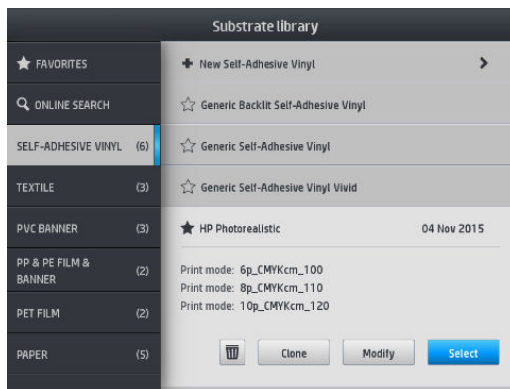 Substrate library
FAVORITES
ONLINE SEARCH
SELF-ADHESIVE VINYL (6)
TEXTILE (3)
PVC BANNER (3)
PP & PE FILM &
BANNER (2)
PET FILM (2)
PAPER (5)
New Self-Adhesive Vinyl
Generic Backlit Self-Adhesive Vinyl
Generic Self-Adhesive Vinyl
Generic Self-Adhesive Vinyl Vivid
HP Photorealistic 04 Nov 2015
Print mode: 6p_CMYKcm_100
Print mode: 8p_CMYKcm_110
Print mode: 10p_CMYKcm_120
Clone Modify Select